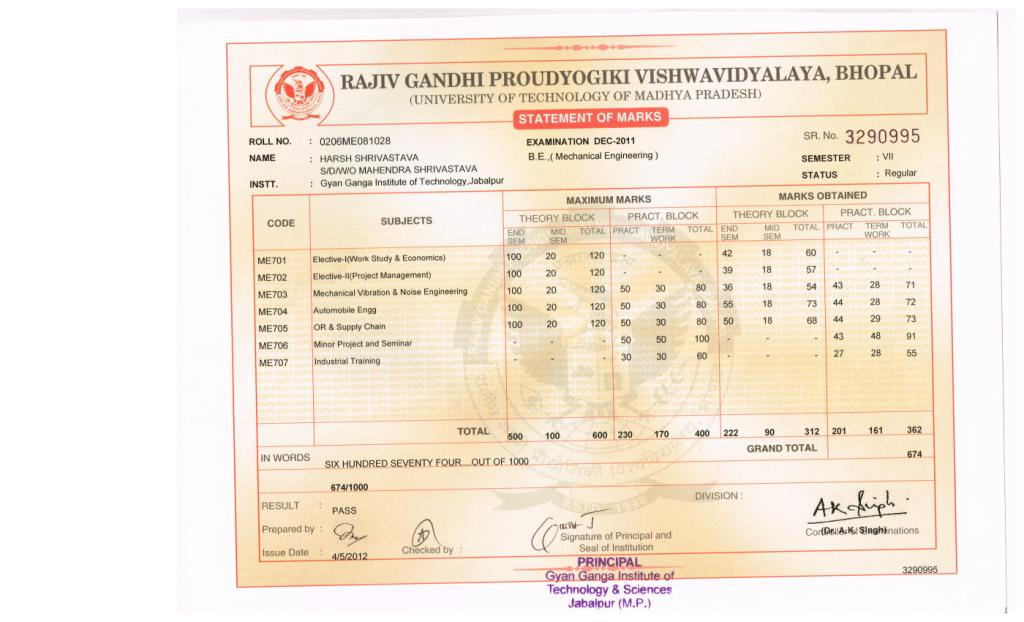 RAJIV GANDHI PROUDYOGIKI VISHWAVIDYALAYA, BHOPAL
(UNIVERSITY OF TECHNOLOGY OF MADHYA PRADESH)
STATEMENT OF MARKS
ROLL NO. : 0206ME081028 EXAMINATION DEC-2011 SR. No. 3290995
NAME : HARSH SHRIVASTAVA B.E.,( Mechanical Engineering ) SEMESTER : VII
S/D/W/O MAHENDRA SHRIVASTAVA STATUS : Regular
INSTT. : Gyan Ganga Institute of Technology,Jabalpur
CODE SUBJECTS MAXIMUM MARKS MARKS OBTAINED
THEORY BLOCK PRACT. BLOCK THEORY BLOCK PRACT. BLOCK
END SEM MID SEM TOTAL PRACT TERM WORK TOTAL END SEM MID SEM TOTAL PRACT TERM WORK TOTAL
ME701 Elective-I(Work Study & Economics) 100 20 120 - - - 42 18 60 - - -
ME702 Elective-II(Project Management) 100 20 120 - - - 39 18 57 - - -
ME703 Mechanical Vibration & Noise Engineering 100 20 120 50 30 80 36 18 54 43 28 71
ME704 Automobile Engg 100 20 120 50 30 80 55 18 73 44 28 72
ME705 OR & Supply Chain 100 20 120 50 30 80 50 18 68 44 29 73
ME706 Minor Project and Seminar - - - 50 50 100 - - - 43 48 91
ME707 Industrial Training - - - 30 30 60 - - - 27 28 55
TOTAL 500 100 600 230 170 400 222 90 312 201 161 362
GRAND TOTAL 674
IN WORDS SIX HUNDRED SEVENTY FOUR....OUT OF 1000
674/1000
RESULT : PASS DIVISION :
Prepared by :
Issue Date : 4/5/2012
Checked by :
Signature of Principal and
Seal of Institution
A.K. Singh
(Dr. A.K. Singh)
Controller of Examinations
PRINCIPAL
Gyan Ganga Institute of
Technology & Sciences
Jabalpur (M.P.)
3290995
ESTD. 1998